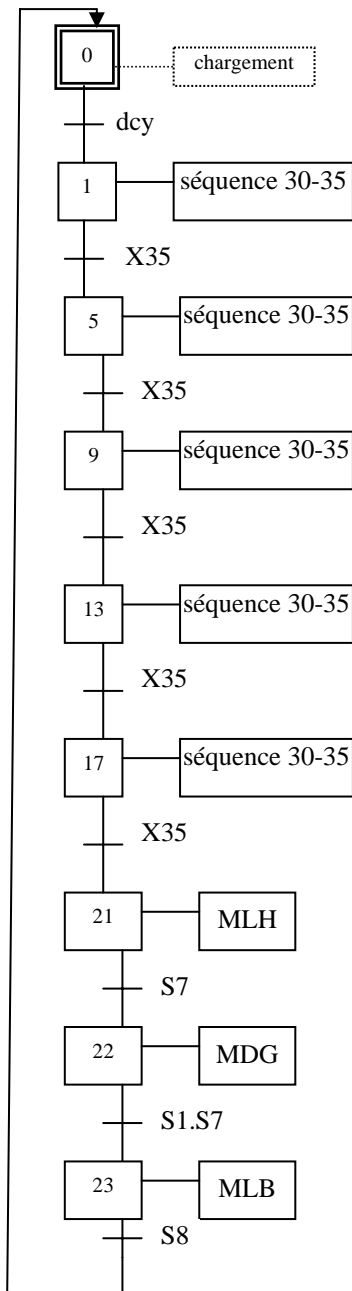 0
chargement
dcy
1
séquence 30-35
X35
5
séquence 30-35
X35
9
séquence 30-35
X35
13
séquence 30-35
X35
17
séquence 30-35
X35
21
MLH
S7
22
MDG
S1.S7
23
MLB
S8